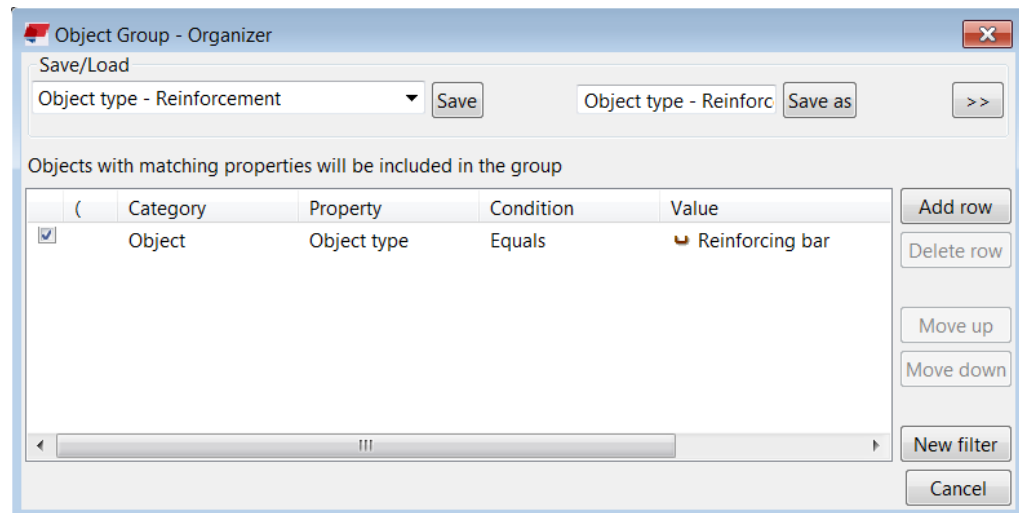 Object Group - Organizer
Save/Load
Object type - Reinforcement Save Object type - Reinforc Save as >>
Objects with matching properties will be included in the group
( Category Property Condition Value Add row
Object Object type Equals Reinforcing bar Delete row
Move up
Move down
New filter
Cancel